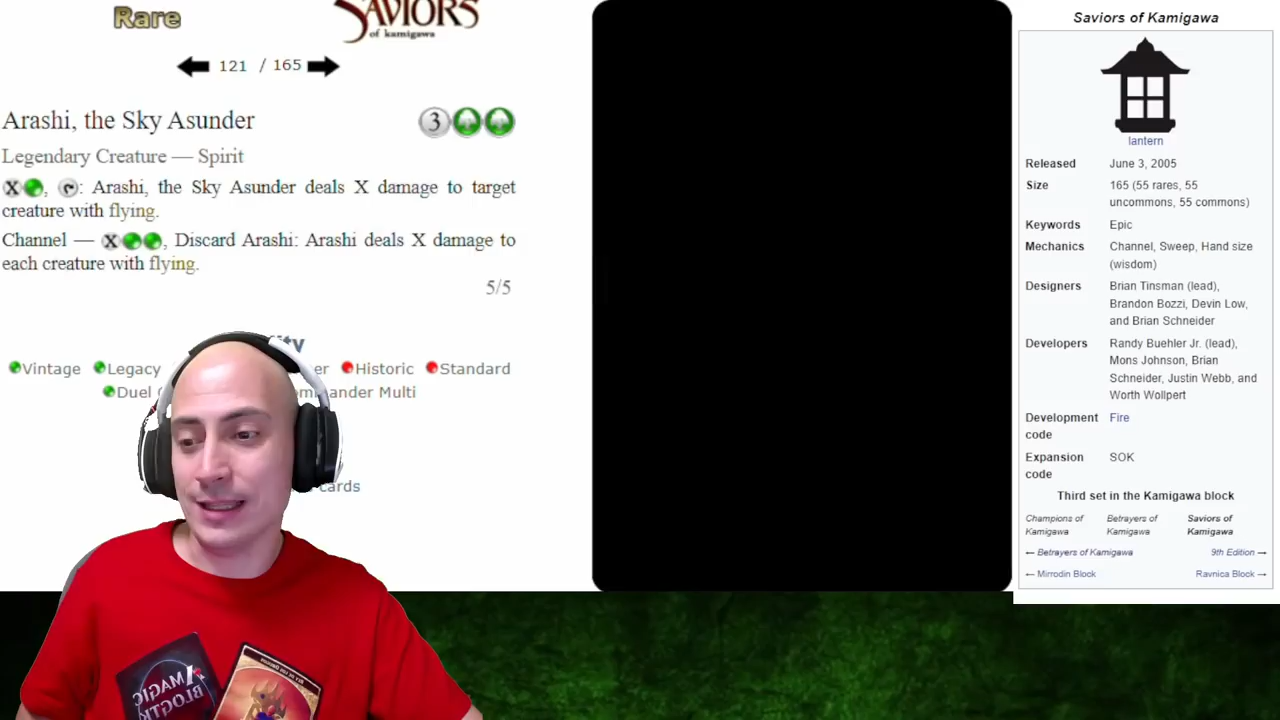 Rare
SAVIORS
of kamigawa
121 / 165
Arashi, the Sky Asunder
3
Legendary Creature — Spirit
X, : Arashi, the Sky Asunder deals X damage to target
creature with flying.
Channel — X, Discard Arashi: Arashi deals X damage to
each creature with flying.
5/5
Vintage Legacy Historic Standard
Duel Multi
cards
MAGIC
Saviors of Kamigawa
lantern
Released June 3, 2005
Size 165 (55 rares, 55
uncommons, 55 commons)
Keywords Epic
Mechanics Channel, Sweep, Hand size
(wisdom)
Designers Brian Tinsman (lead),
Brandon Bozzi, Devin Low,
and Brian Schneider
Developers Randy Buehler Jr. (lead),
Mons Johnson, Brian
Schneider, Justin Webb, and
Worth Wollpert
Development Fire
code
Expansion SOK
code
Third set in the Kamigawa block
Champions of Betrayers of Saviors of
Kamigawa Kamigawa Kamigawa
← Betrayers of Kamigawa 9th Edition →
← Mirrodin Block Ravnica Block →